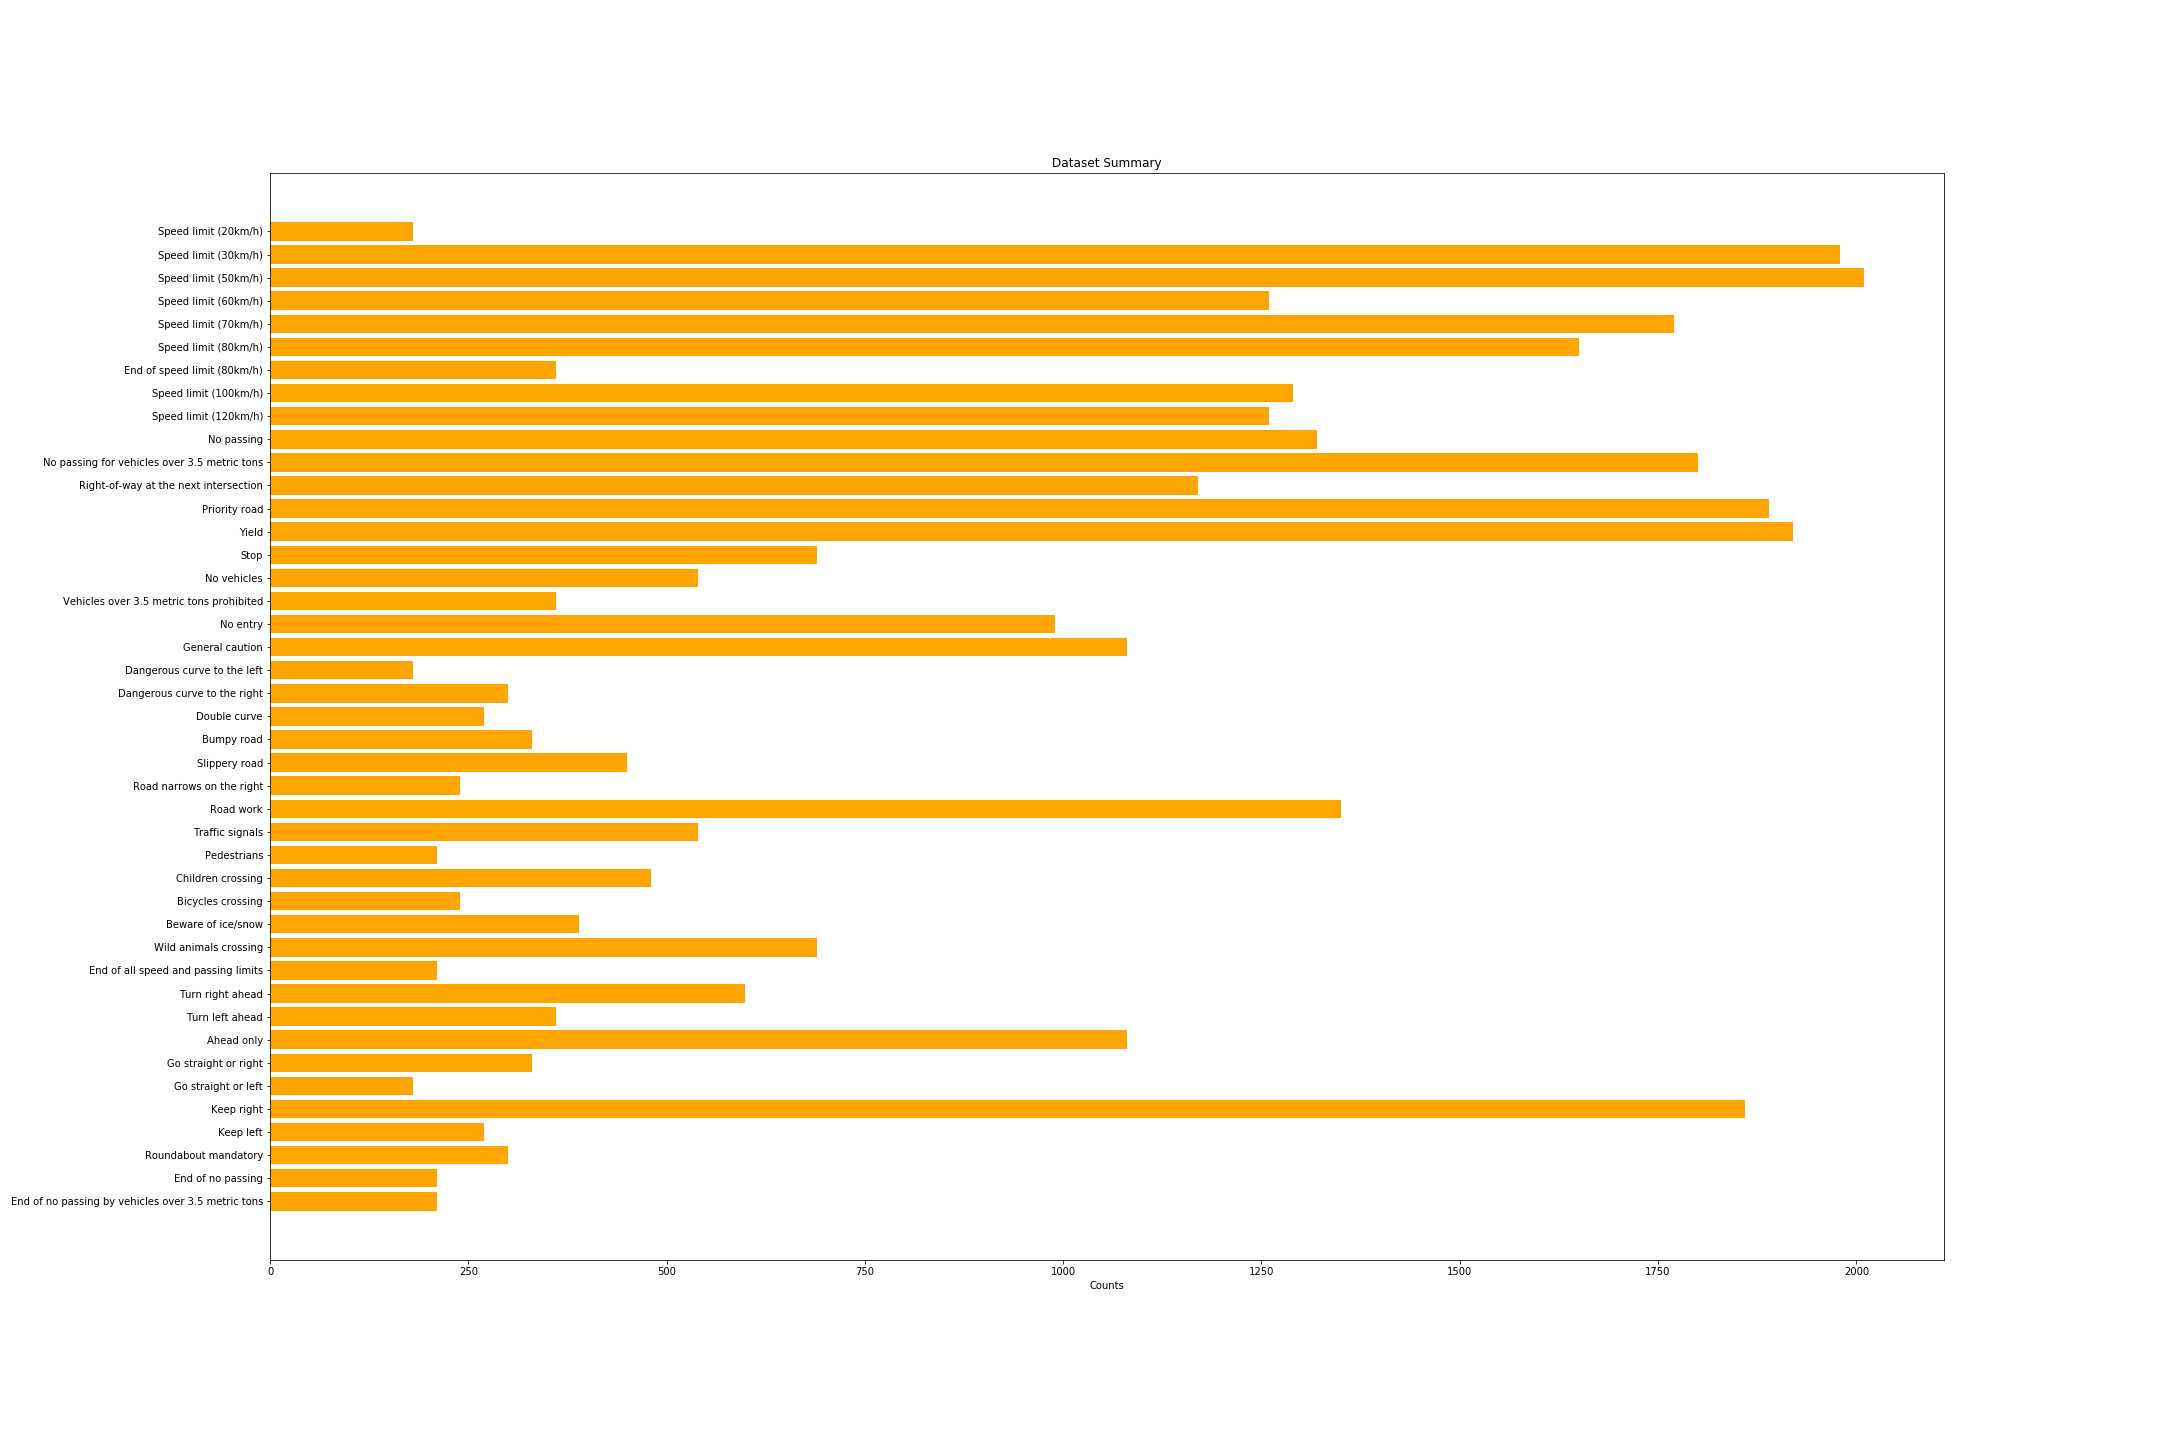 Dataset Summary
Speed limit (20km/h)
Speed limit (30km/h)
Speed limit (50km/h)
Speed limit (60km/h)
Speed limit (70km/h)
Speed limit (80km/h)
End of speed limit (80km/h)
Speed limit (100km/h)
Speed limit (120km/h)
No passing
No passing for vehicles over 3.5 metric tons
Right-of-way at the next intersection
Priority road
Yield
Stop
No vehicles
Vehicles over 3.5 metric tons prohibited
No entry
General caution
Dangerous curve to the left
Dangerous curve to the right
Double curve
Bumpy road
Slippery road
Road narrows on the right
Road work
Traffic signals
Pedestrians
Children crossing
Bicycles crossing
Beware of ice/snow
Wild animals crossing
End of all speed and passing limits
Turn right ahead
Turn left ahead
Ahead only
Go straight or right
Go straight or left
Keep right
Keep left
Roundabout mandatory
End of no passing
End of no passing by vehicles over 3.5 metric tons
0 250 500 750 1000 1250 1500 1750 2000
Counts